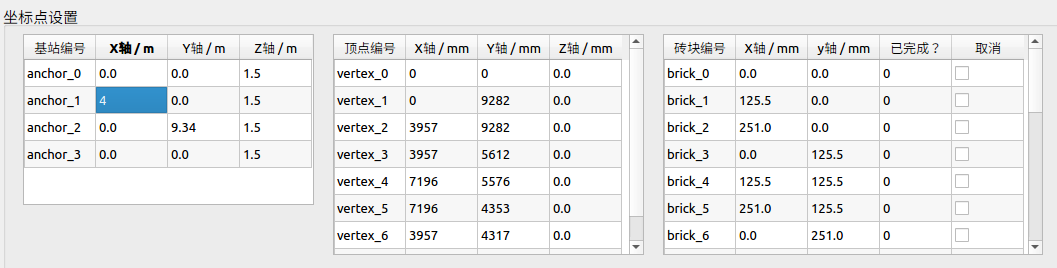 坐标点设置
基站编号 X轴 / m Y轴 / m Z轴 / m
anchor_0 0.0 0.0 1.5
anchor_1 4 0.0 1.5
anchor_2 0.0 9.34 1.5
anchor_3 0.0 0.0 1.5
顶点编号 X轴 / mm Y轴 / mm Z轴 / mm
vertex_0 0 0 0.0
vertex_1 0 9282 0.0
vertex_2 3957 9282 0.0
vertex_3 3957 5612 0.0
vertex_4 7196 5576 0.0
vertex_5 7196 4353 0.0
vertex_6 3957 4317 0.0
砖块编号 X轴 / mm y轴 / mm 已完成？ 取消
brick_0 0.0 0.0 0
brick_1 125.5 0.0 0
brick_2 251.0 0.0 0
brick_3 0.0 125.5 0
brick_4 125.5 125.5 0
brick_5 251.0 125.5 0
brick_6 0.0 251.0 0